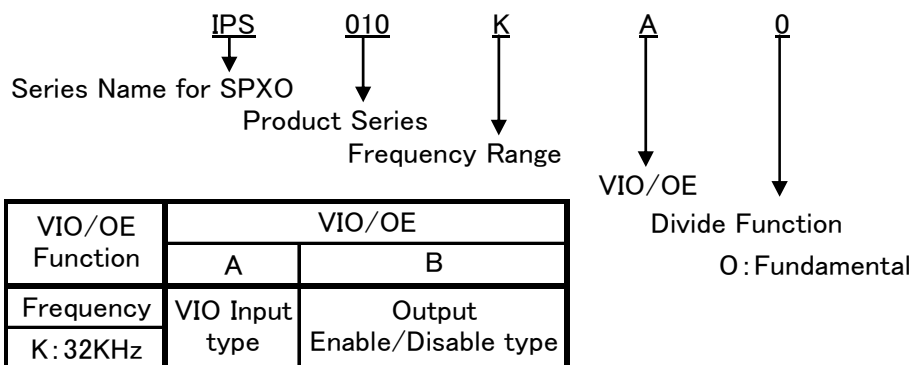 IPS 010 K A 0
Series Name for SPXO
Product Series
Frequency Range
VIO/OE
Divide Function
0:Fundamental
VIO/OE Function
VIO/OE
A B
Frequency
K:32KHz
VIO Input type
Output Enable/Disable type